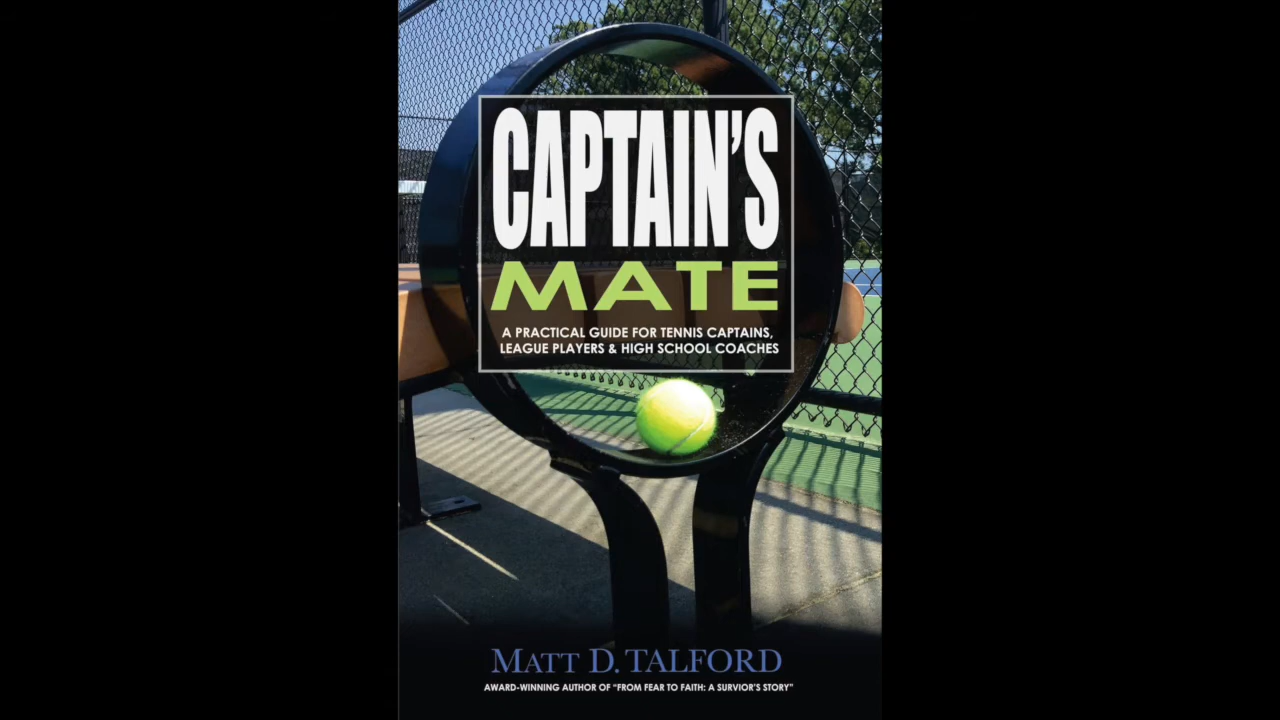 CAPTAIN'S
MATE
A PRACTICAL GUIDE FOR TENNIS CAPTAINS,
LEAGUE PLAYERS & HIGH SCHOOL COACHES
MATT D. TALFORD
AWARD-WINNING AUTHOR OF "FROM FEAR TO FAITH: A SURVIOR'S STORY"